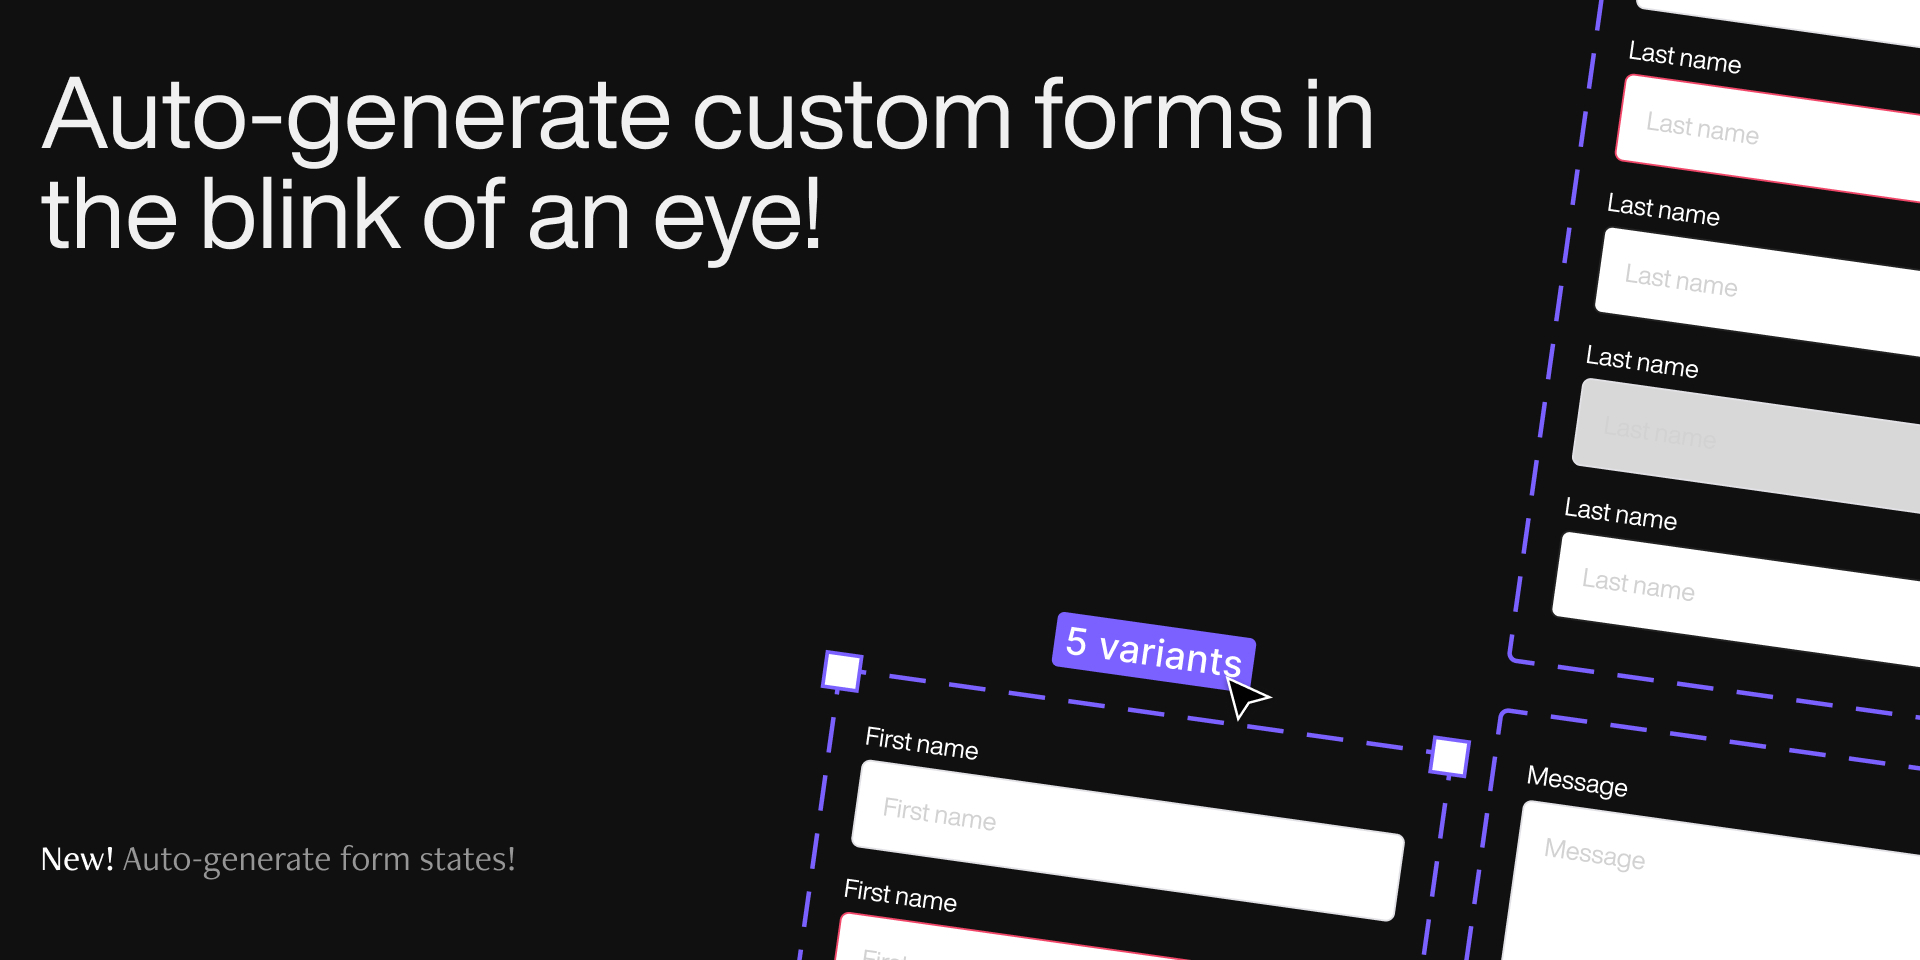 Auto-generate custom forms in
the blink of an eye!
New! Auto-generate form states!
5 variants
First name
First name
First name
Last name
Last name
Last name
Last name
Last name
Last name
Last name
Last name
Message
Message